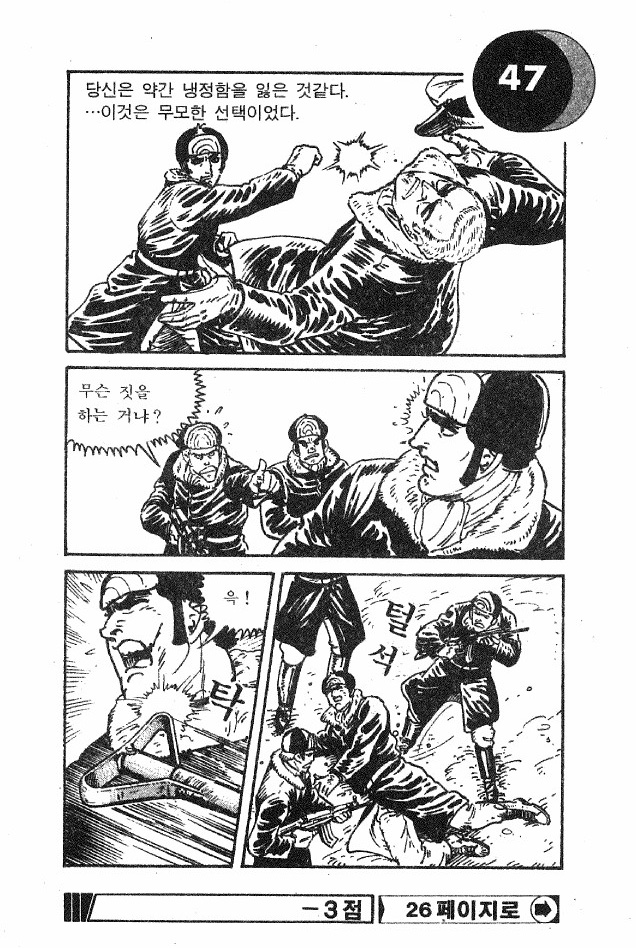 47
당신은 약간 냉정함을 잃은 것같다.
…이것은 무모한 선택이었다.
무슨 짓을
하는 거냐?
윽!
탁
털
석
－3점
26페이지로